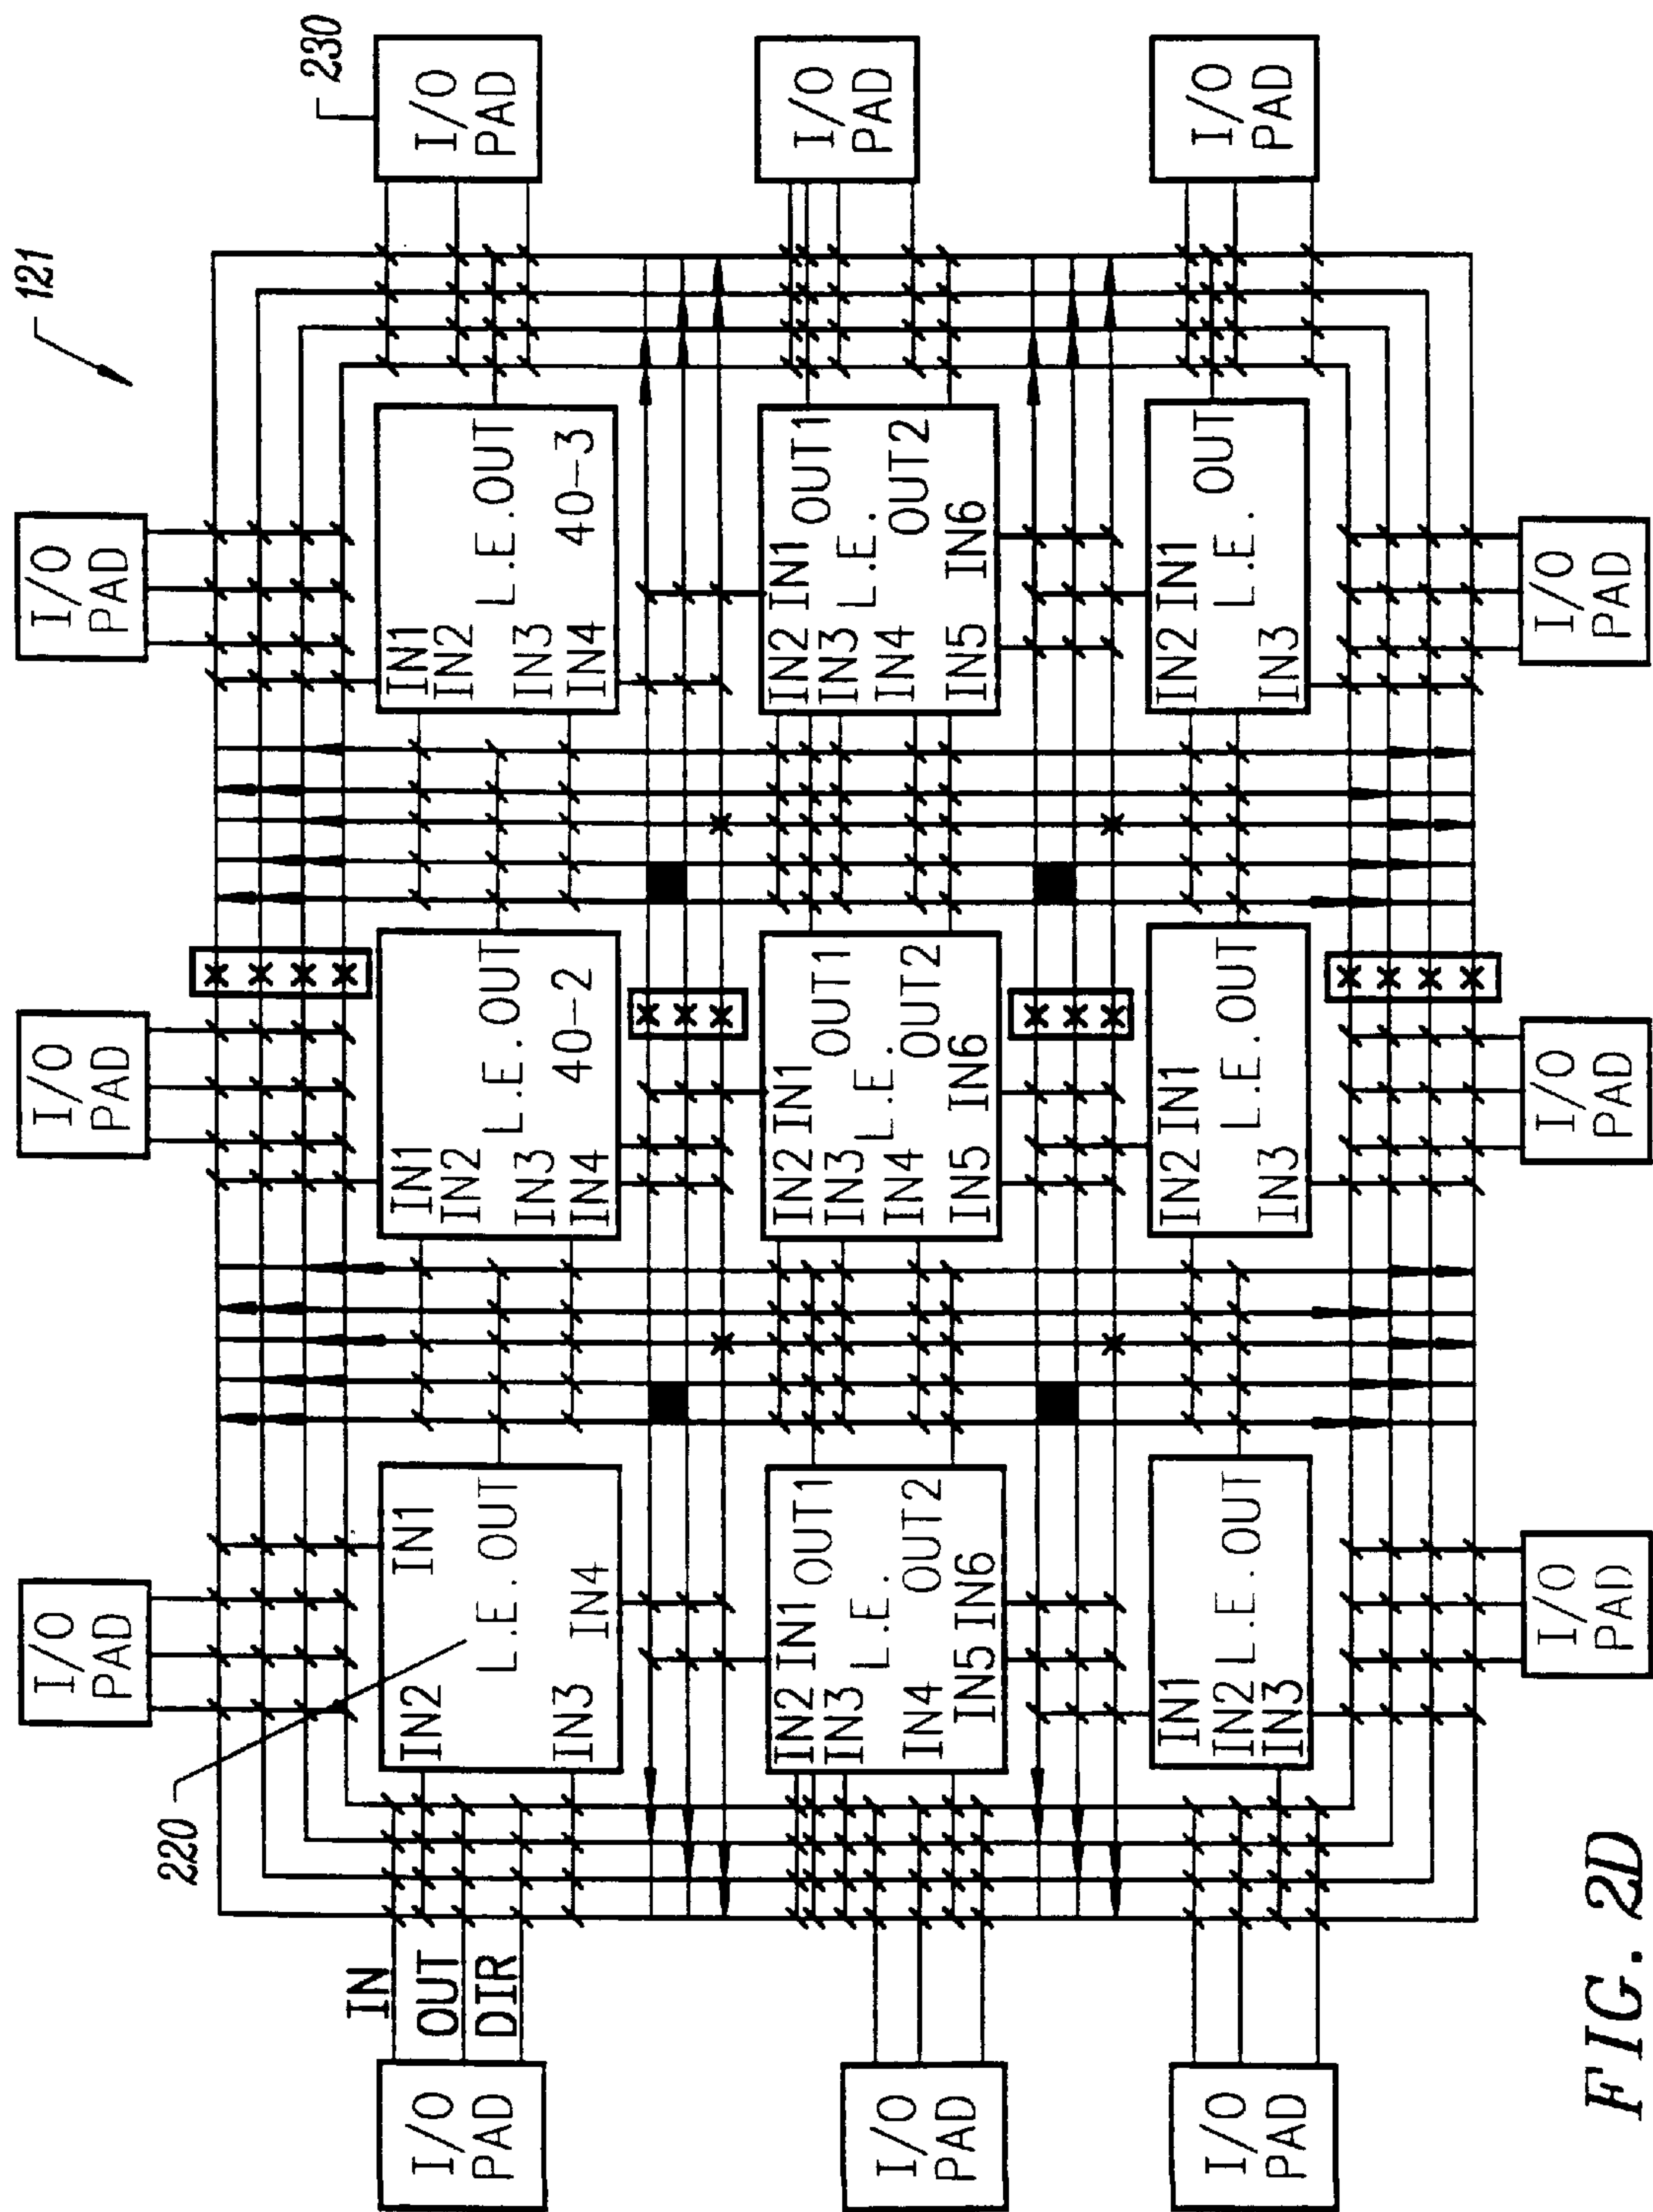 121
I/O
PAD
I/O
PAD
I/O
PAD
230
220
I/O
PAD
IN
OUT
DIR
IN2 IN1
L.E. OUT
IN3 IN4
IN1
IN2
L.E. OUT
IN3
IN4 40-2
IN1
IN2
L.E. OUT
IN3
IN4 40-3
I/O
PAD
I/O
PAD
IN2 IN1 OUT1
IN3 L.E.
IN4 OUT2
IN5 IN6
IN2 IN1
IN3 OUT1
L.E.
IN4 OUT2
IN5 IN6
IN2 IN1 OUT1
IN3 L.E.
IN4 OUT2
IN5 IN6
I/O
PAD
I/O
PAD
IN1
IN2 L.E. OUT
IN3
IN2 IN1
L.E. OUT
IN3
IN2 IN1
L.E. OUT
IN3
I/O
PAD
I/O
PAD
I/O
PAD
I/O
PAD
FIG. 2D